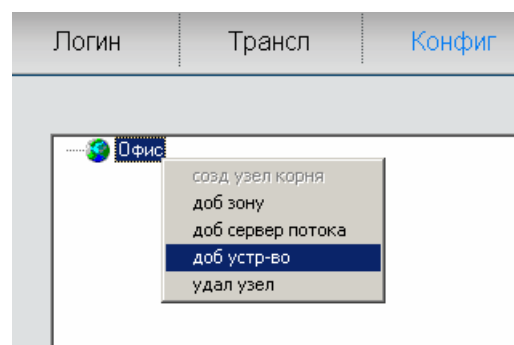 Логин Трансл Конфиг
Офис
созд узел корня
доб зону
доб сервер потока
доб устр-во
удал узел